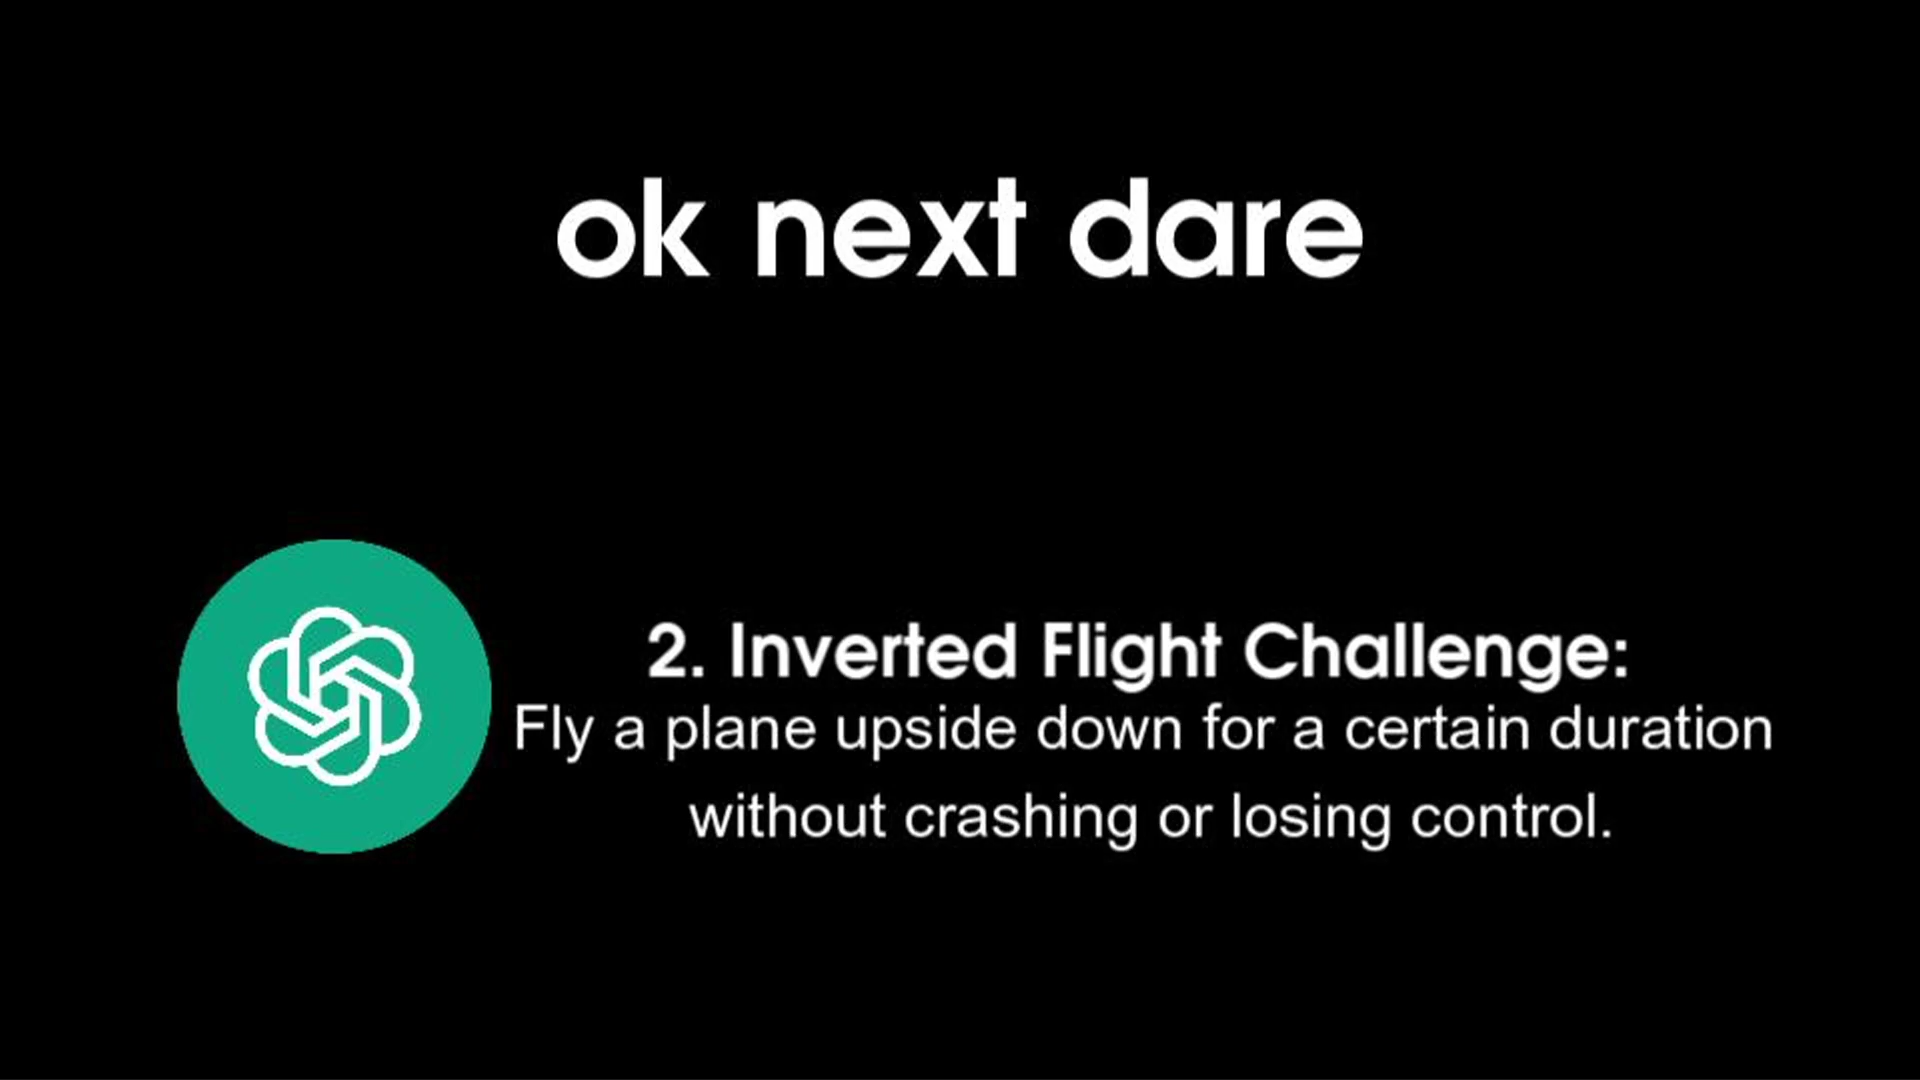 ok next dare
2. Inverted Flight Challenge:
Fly a plane upside down for a certain duration
without crashing or losing control.